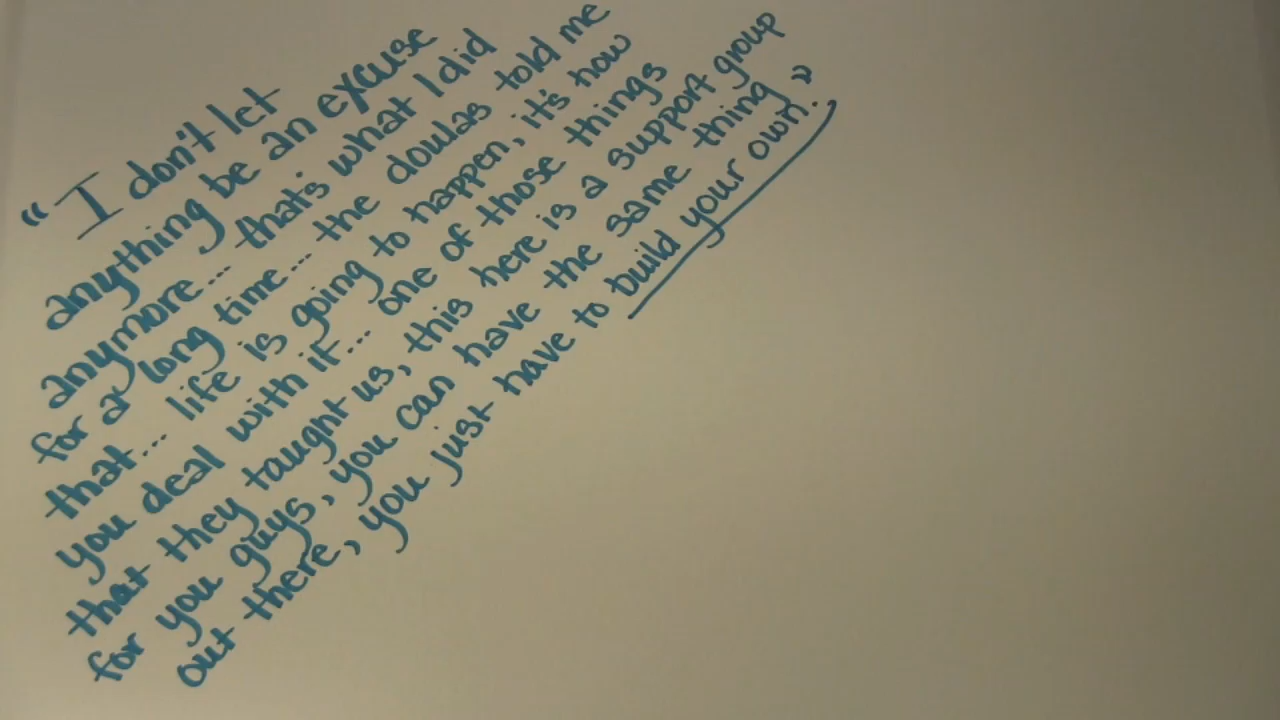 “I don't let
anything be an excuse
anymore... that's what I did
for a long time... the doulas told me
that... life is going to happen, it's how
you deal with it... one of those things
that they taught us, this here is a support group
for you guys, you can have the same thing
out there, you just have to build your own.”